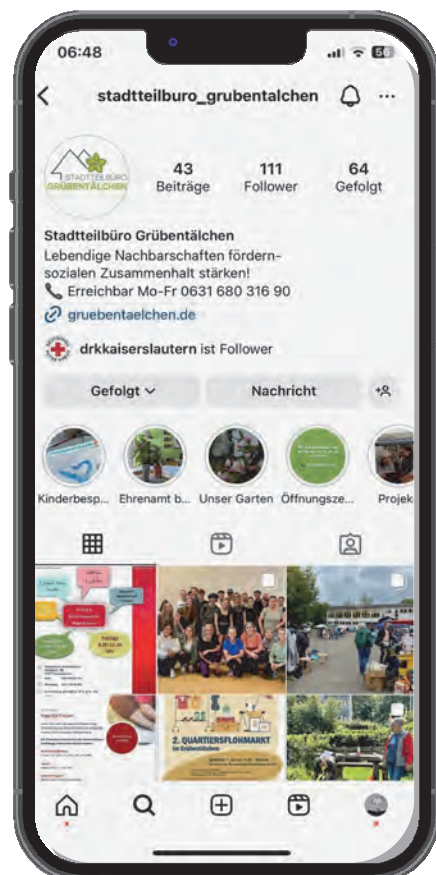 06:48
56
stadtteilburo_grubentalchen
STADTTEILBÜRO
GRÜBENTÄLCHEN
43
Beiträge
111
Follower
64
Gefolgt
Stadtteilbüro Grübentälchen
Lebendige Nachbarschaften fördern-
sozialen Zusammenhalt stärken!
Erreichbar Mo-Fr 0631 680 316 90
gruebentaelchen.de
drkkaiserslautern ist Follower
Gefolgt
Nachricht
Kinderbesp...
Ehrenamt b...
Unser Garten
Öffnungsze...
Projek
2. QUARTIERSFLOHMARKT
im Grübentälchen